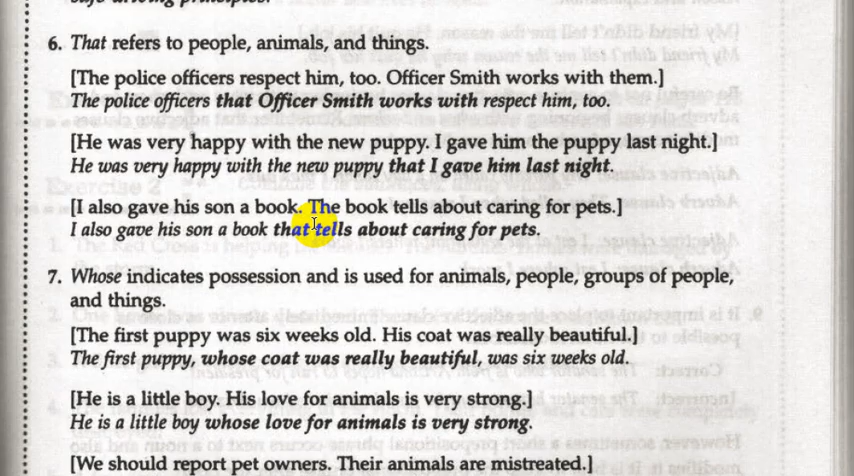 6. That refers to people, animals, and things.
[The police officers respect him, too. Officer Smith works with them.]
The police officers that Officer Smith works with respect him, too.
[He was very happy with the new puppy. I gave him the puppy last night.]
He was very happy with the new puppy that I gave him last night.
[I also gave his son a book. The book tells about caring for pets.]
I also gave his son a book that tells about caring for pets.
7. Whose indicates possession and is used for animals, people, groups of people,
and things.
[The first puppy was six weeks old. His coat was really beautiful.]
The first puppy, whose coat was really beautiful, was six weeks old.
[He is a little boy. His love for animals is very strong.]
He is a little boy whose love for animals is very strong.
[We should report pet owners. Their animals are mistreated.]